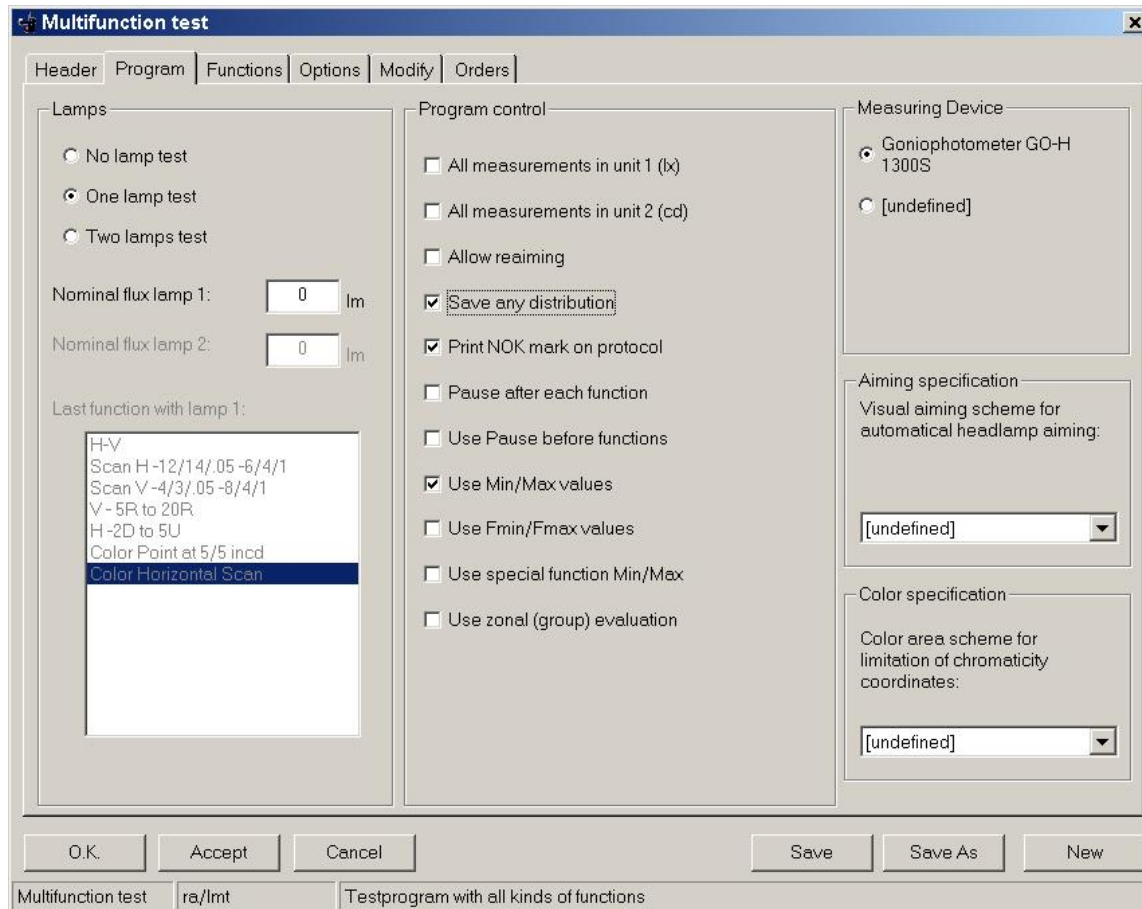 Multifunction test
Header Program Functions Options Modify Orders
Lamps
No lamp test
One lamp test
Two lamps test
Nominal flux lamp 1: 0 lm
Nominal flux lamp 2: 0 lm
Last function with lamp 1:
H-V
Scan H -12/14/.05 -6/4/1
Scan V -4/3/.05 -8/4/1
V - 5R to 20R
H -2D to 5U
Color Point at 5/5 incd
Color Horizontal Scan
Program control
All measurements in unit 1 (lx)
All measurements in unit 2 (cd)
Allow reaiming
Save any distribution
Print NOK mark on protocol
Pause after each function
Use Pause before functions
Use Min/Max values
Use Fmin/Fmax values
Use special function Min/Max
Use zonal (group) evaluation
Measuring Device
Goniophotometer GO-H
1300S
[undefined]
Aiming specification
Visual aiming scheme for
automatical headlamp aiming:
[undefined]
Color specification
Color area scheme for
limitation of chromaticity
coordinates:
[undefined]
O.K. Accept Cancel Save Save As New
Multifunction test ra/lmt Testprogram with all kinds of functions